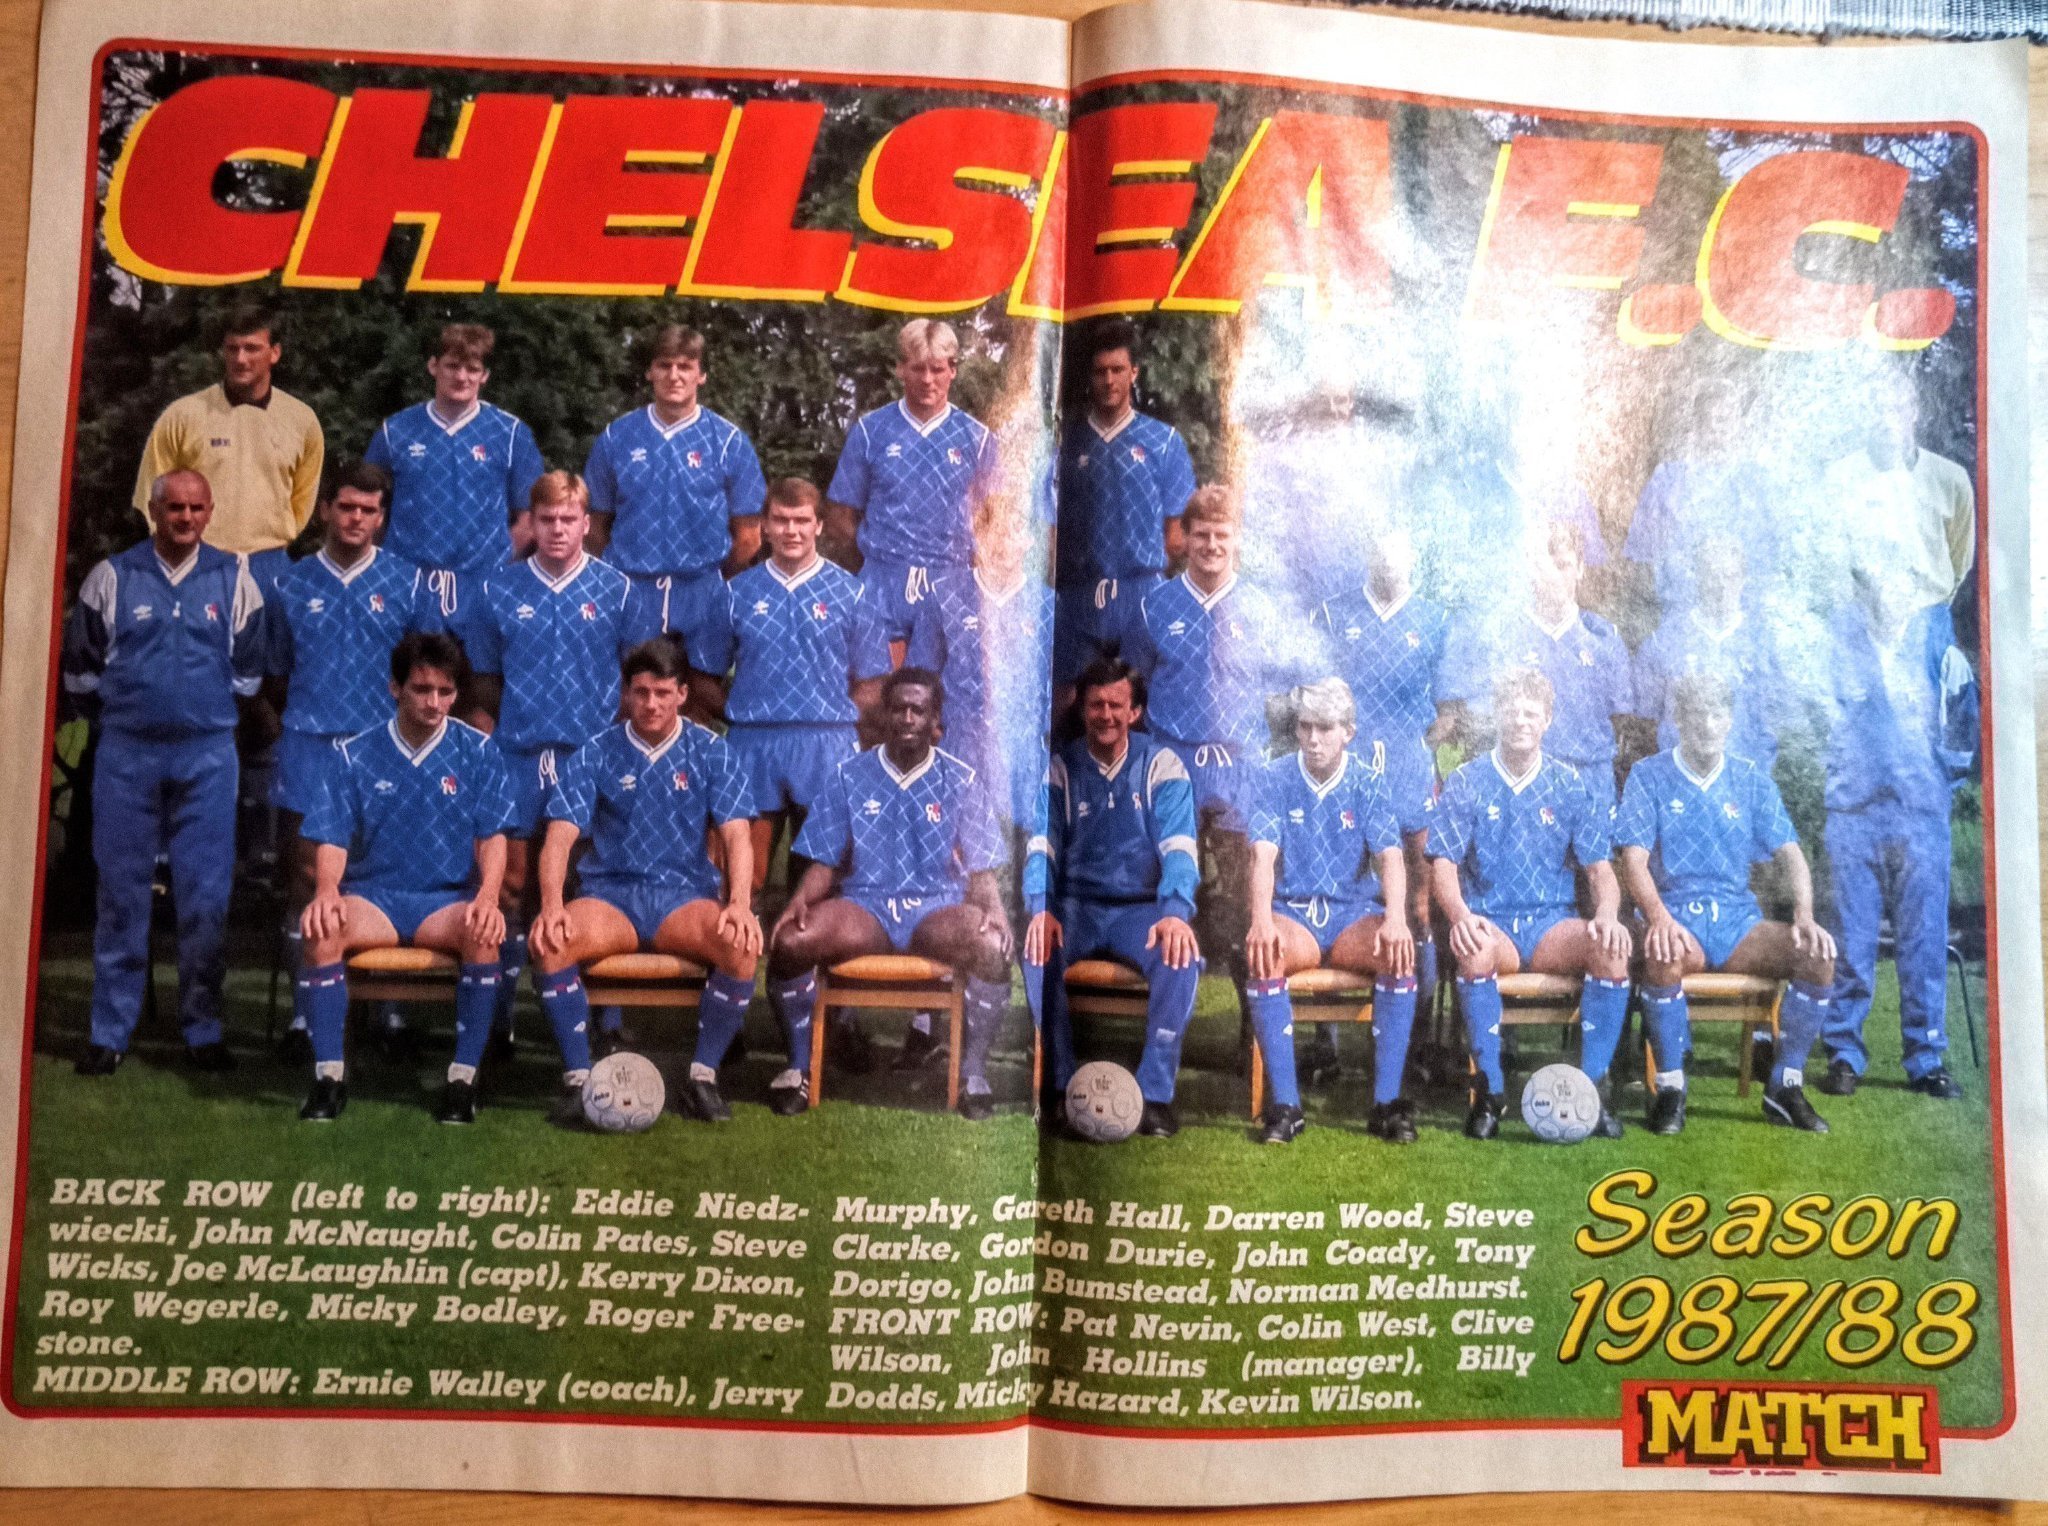 CHELSEA F.C.
BACK ROW (left to right): Eddie Niedz-
wiecki, John McNaught, Colin Pates, Steve
Wicks, Joe McLaughlin (capt), Kerry Dixon,
Roy Wegerle, Micky Bodley, Roger Free-
stone.
MIDDLE ROW: Ernie Walley (coach), Jerry
Murphy, Gareth Hall, Darren Wood, Steve
Clarke, Gordon Durie, John Coady, Tony
Dorigo, John Bumstead, Norman Medhurst.
FRONT ROW: Pat Nevin, Colin West, Clive
Wilson, John Hollins (manager), Billy
Dodds, Micky Hazard, Kevin Wilson.
Season
1987/88
MATCH